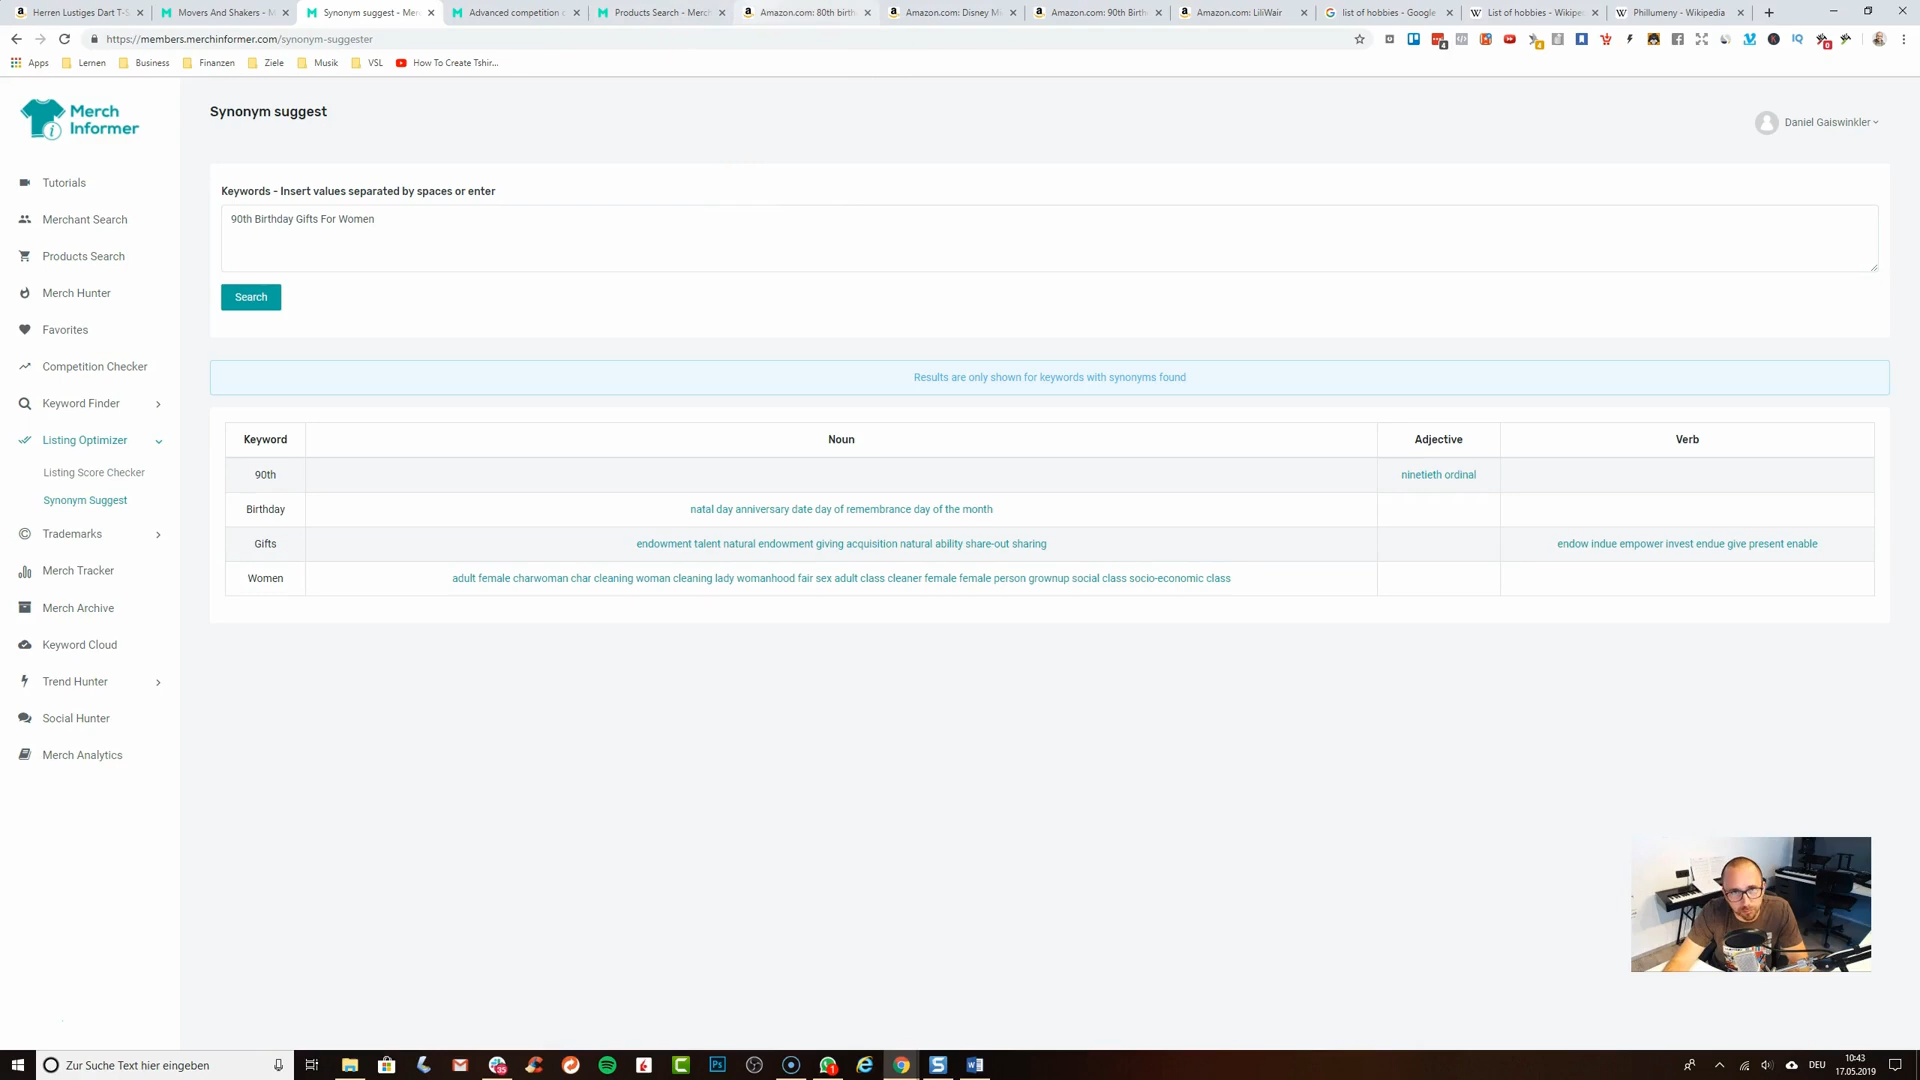 Herren Lustiges Dart T-S
Movers And Shakers - M
Synonym suggest - Mer
Advanced competition c
Products Search - Merch
Amazon.com: 80th birth
Amazon.com: Disney Mi
Amazon.com: 90th Birth
Amazon.com: LiliWair
list of hobbies - Google
List of hobbies - Wikipe
Phillumeny - Wikipedia
https://members.merchinformer.com/synonym-suggester
Apps
Lernen
Business
Finanzen
Ziele
Musik
VSL
How To Create Tshir...
Merch
Informer
Synonym suggest
Daniel Gaiswinkler
Tutorials
Merchant Search
Products Search
Merch Hunter
Favorites
Competition Checker
Keyword Finder
Listing Optimizer
Listing Score Checker
Synonym Suggest
Trademarks
Merch Tracker
Merch Archive
Keyword Cloud
Trend Hunter
Social Hunter
Merch Analytics
Keywords - Insert values separated by spaces or enter
90th Birthday Gifts For Women
Search
Results are only shown for keywords with synonyms found
Keyword Noun Adjective Verb
90th ninetieth ordinal
Birthday natal day anniversary date day of remembrance day of the month
Gifts endowment talent natural endowment giving acquisition natural ability share-out sharing endow indue empower invest endue give present enable
Women adult female charwoman char cleaning woman cleaning lady womanhood fair sex adult class cleaner female female person grownup social class socio-economic class
Zur Suche Text hier eingeben
DEU
10:43
17.05.2019